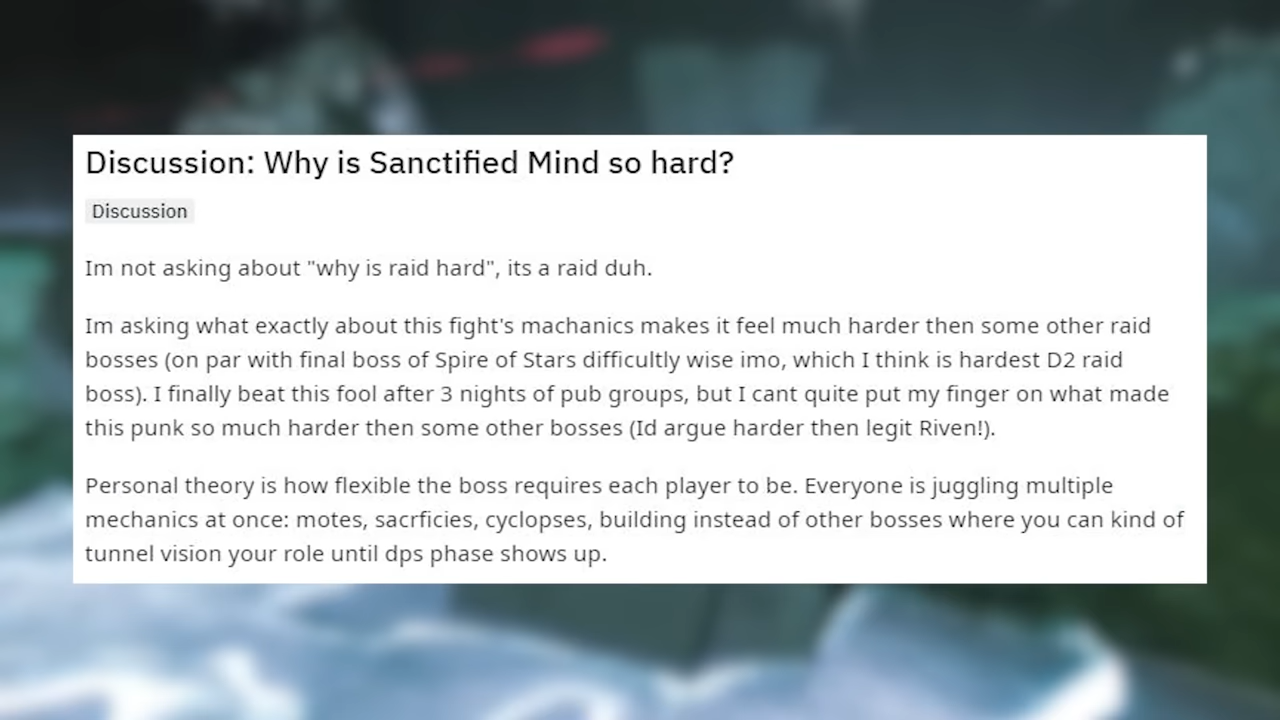 Discussion: Why is Sanctified Mind so hard?
Discussion
Im not asking about "why is raid hard", its a raid duh.
Im asking what exactly about this fight's machanics makes it feel much harder then some other raid
bosses (on par with final boss of Spire of Stars difficultly wise imo, which I think is hardest D2 raid
boss). I finally beat this fool after 3 nights of pub groups, but I cant quite put my finger on what made
this punk so much harder then some other bosses (Id argue harder then legit Riven!).
Personal theory is how flexible the boss requires each player to be. Everyone is juggling multiple
mechanics at once: motes, sacrficies, cyclopses, building instead of other bosses where you can kind of
tunnel vision your role until dps phase shows up.